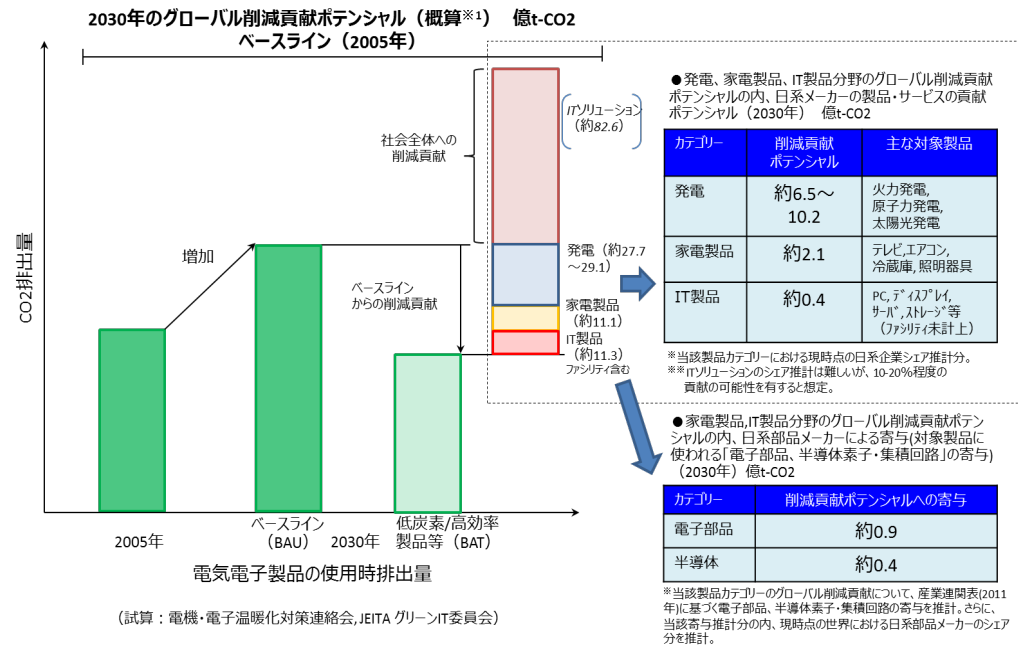 2030年のグローバル削減貢献ポテンシャル（概算※1） 億t-CO2
ベースライン（2005年）
CO2排出量
増加
社会全体への
削減貢献
ベースライン
からの削減貢献
ITソリューション
（約82.6）
発電（約27.7
～29.1）
家電製品
（約11.1）
IT製品
（約11.3）
ファシリティ含む
2005年
ベースライン
（BAU）
2030年
低炭素/高効率
製品等（BAT）
電気電子製品の使用時排出量
（試算：電機・電子温暖化対策連絡会, JEITA グリーンIT委員会）
●発電、家電製品、IT製品分野のグローバル削減貢献
ポテンシャルの内、日系メーカーの製品・サービスの貢献
ポテンシャル（2030年） 億t-CO2
カテゴリー 削減貢献 主な対象製品
ポテンシャル
発電 約6.5～ 火力発電,
10.2 原子力発電,
太陽光発電
家電製品 約2.1 テレビ,エアコン,
冷蔵庫, 照明器具
IT製品 約0.4 PC, ﾃﾞｨｽﾌﾟﾚｲ,
ｻｰﾊﾞ,ｽﾄﾚｰｼﾞ等
（ﾌｧｼﾘﾃｨ未計上）
※当該製品カテゴリーにおける現時点の日系企業シェア推計分。
※※ITソリューションのシェア推計は難しいが、10-20％程度の
貢献の可能性を有すると想定。
●家電製品,IT製品分野のグローバル削減貢献ポテン
シャルの内、日系部品メーカーによる寄与(対象製品に
使われる「電子部品、半導体素子・集積回路」の寄与)
（2030年）億t-CO2
カテゴリー 削減貢献ポテンシャルへの寄与
電子部品 約0.9
半導体 約0.4
※当該製品カテゴリーのグローバル削減貢献について、産業連関表(2011
年)に基づく電子部品、半導体素子・集積回路の寄与を推計。さらに、
当該寄与推計分の内、現時点の世界における日系部品メーカーのシェア
分を推計。